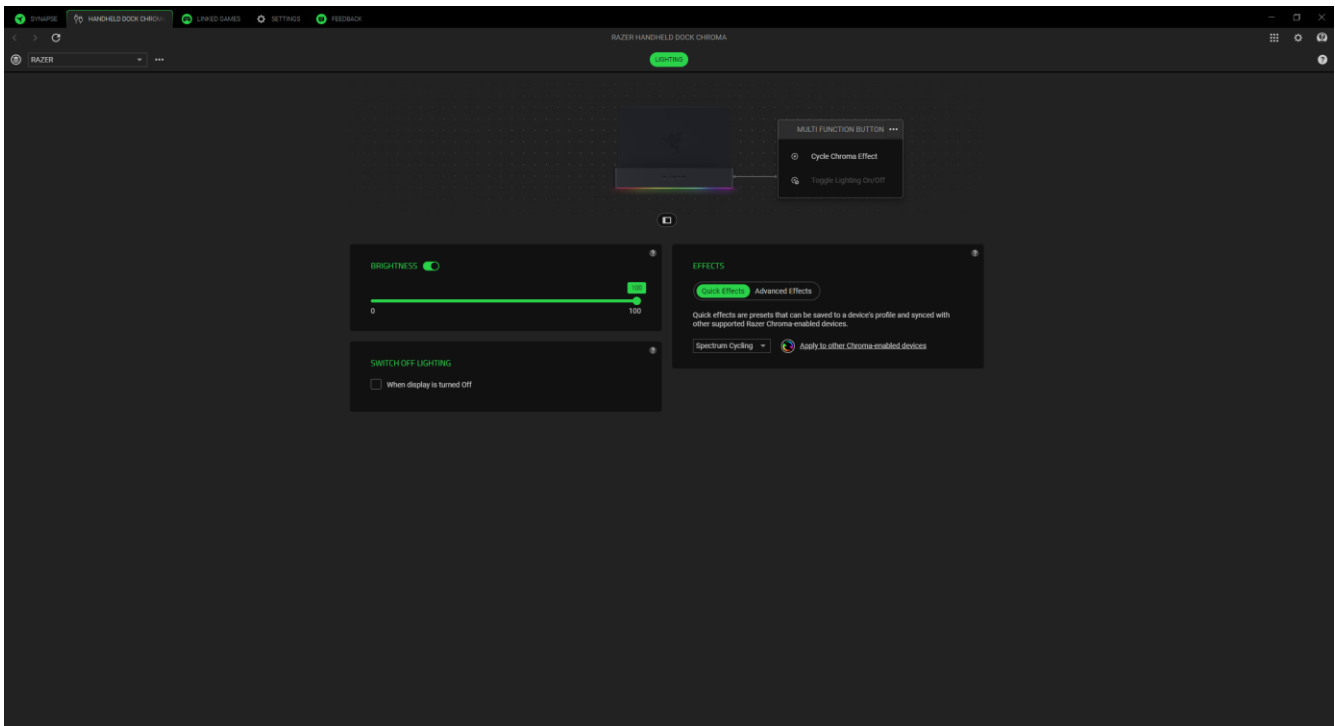 SYNAPSE
HANDHELD DOCK CHROM
LINKED GAMES
SETTINGS
FEEDBACK
RAZER HANDHELD DOCK CHROMA
RAZER
LIGHTING
MULTI FUNCTION BUTTON
Cycle Chroma Effect
Toggle Lighting On/Off
BRIGHTNESS
100
0
100
SWITCH OFF LIGHTING
When display is turned Off
EFFECTS
Quick Effects
Advanced Effects
Quick effects are presets that can be saved to a device's profile and synced with
other supported Razer Chroma-enabled devices.
Spectrum Cycling
Apply to other Chroma-enabled devices